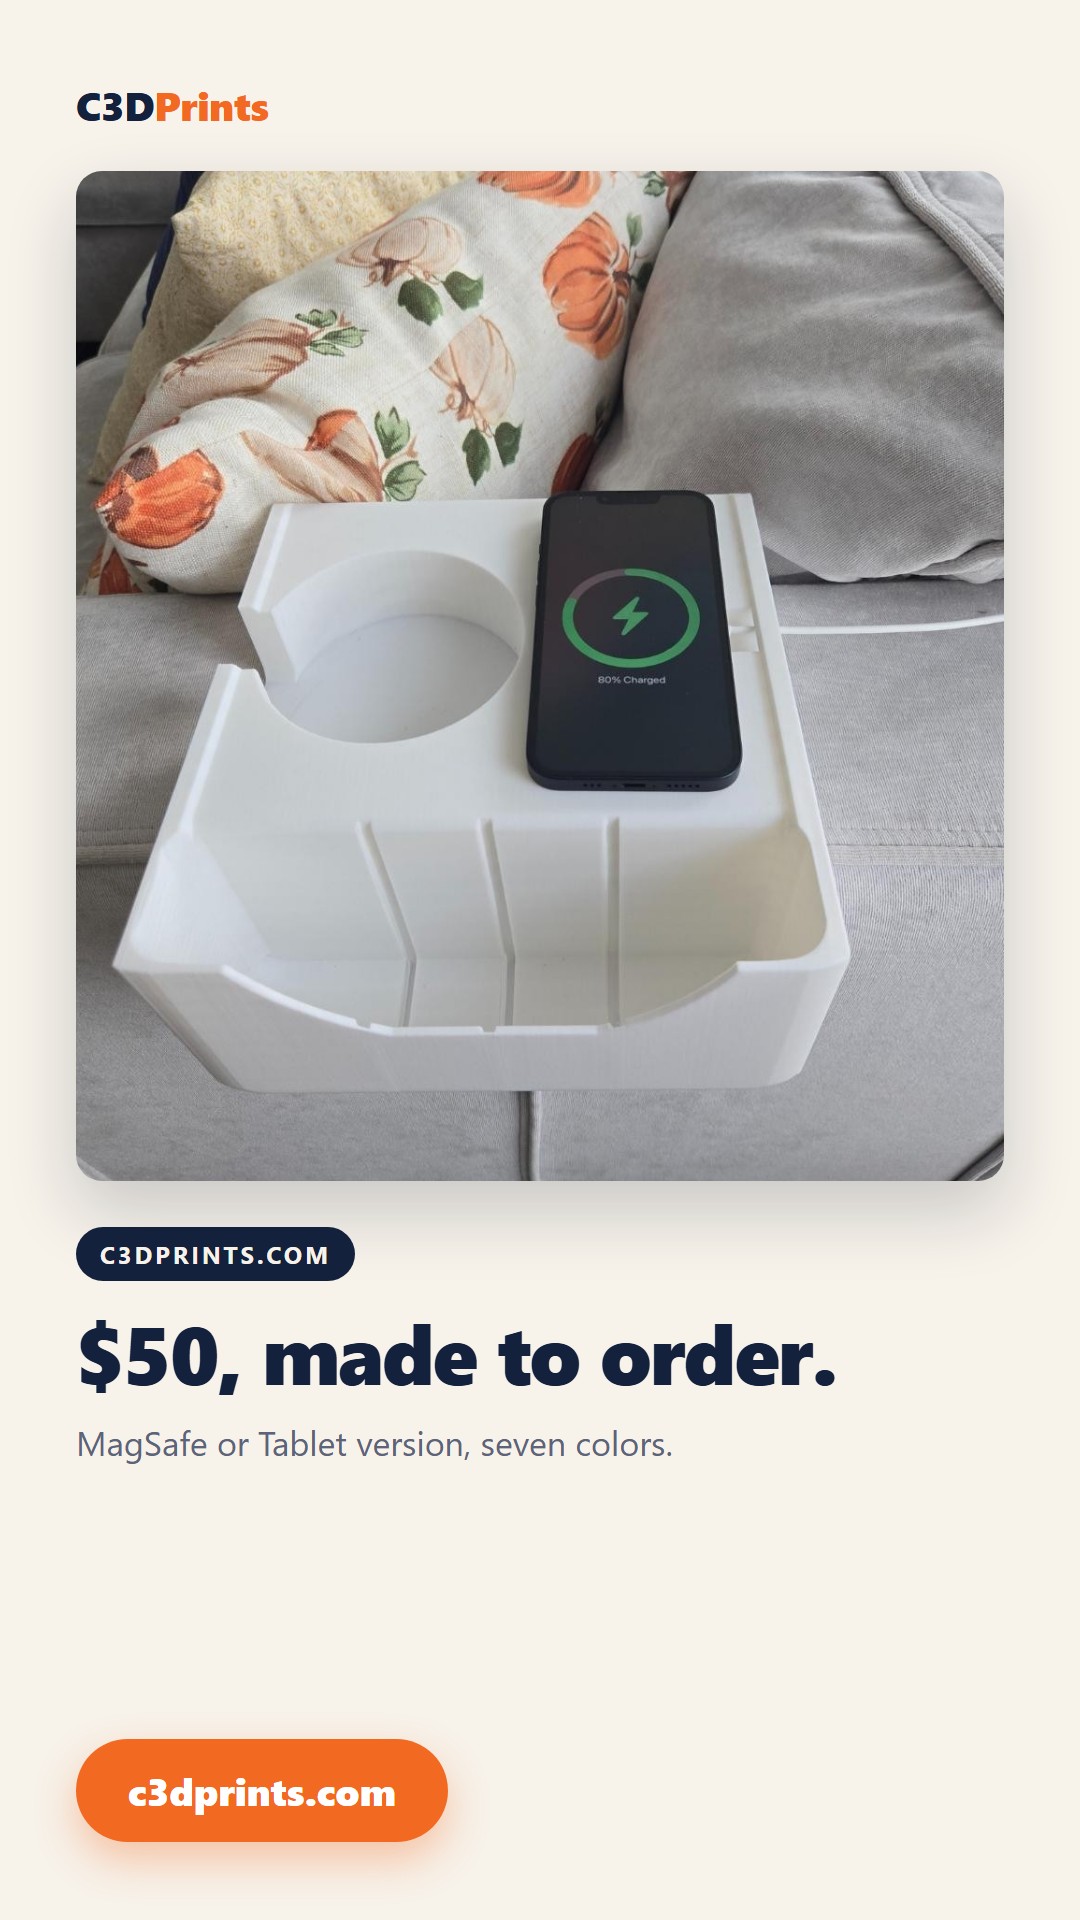 C3DPrints
80% Charged
C3DPRINTS.COM
$50, made to order.
MagSafe or Tablet version, seven colors.
c3dprints.com